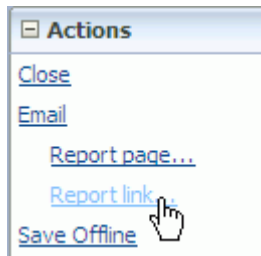 Actions
Close
Email
Report page...
Report link...
Save Offline